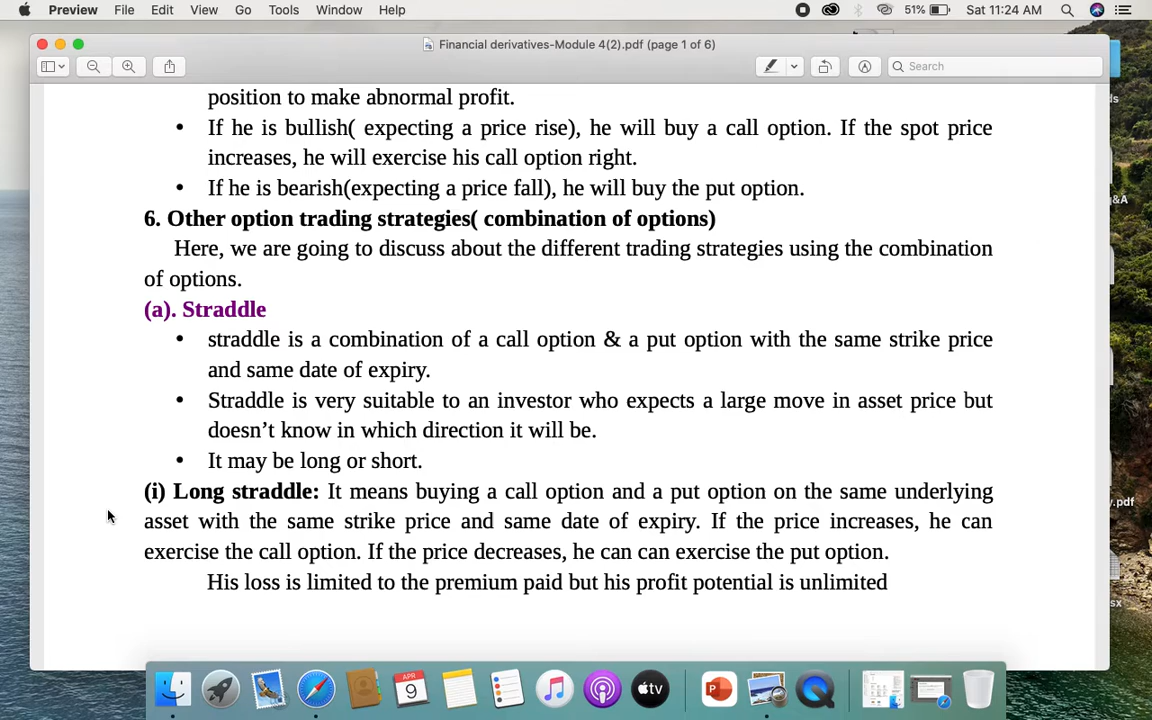 Preview File Edit View Go Tools Window Help 51% Sat 11:24 AM
Financial derivatives-Module 4(2).pdf (page 1 of 6)
Search
position to make abnormal profit.
• If he is bullish( expecting a price rise), he will buy a call option. If the spot price
increases, he will exercise his call option right.
• If he is bearish(expecting a price fall), he will buy the put option.
6. Other option trading strategies( combination of options)
Here, we are going to discuss about the different trading strategies using the combination
of options.
(a). Straddle
• straddle is a combination of a call option & a put option with the same strike price
and same date of expiry.
• Straddle is very suitable to an investor who expects a large move in asset price but
doesn't know in which direction it will be.
• It may be long or short.
(i) Long straddle: It means buying a call option and a put option on the same underlying
asset with the same strike price and same date of expiry. If the price increases, he can
exercise the call option. If the price decreases, he can can exercise the put option.
His loss is limited to the premium paid but his profit potential is unlimited
ds
&A
.pdf
sx
9
tv